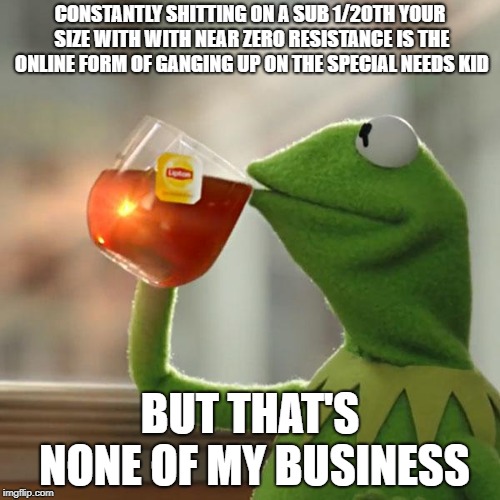 CONSTANTLY SHITTING ON A SUB 1/20TH YOUR
SIZE WITH WITH NEAR ZERO RESISTANCE IS THE
ONLINE FORM OF GANGING UP ON THE SPECIAL NEEDS KID
Lipton
BUT THAT'S
NONE OF MY BUSINESS
imgflip.com